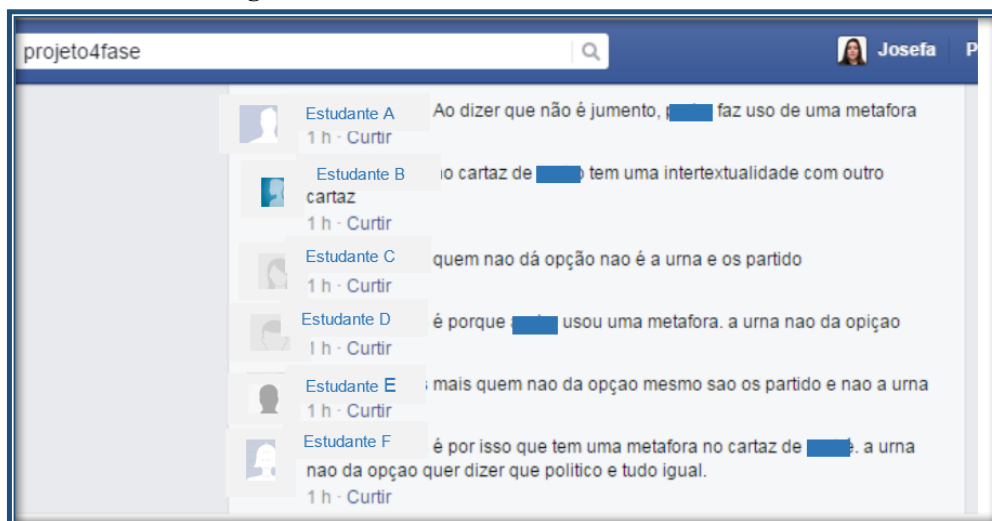 projeto4fase
Josefa P
Estudante A Ao dizer que não é jumento, faz uso de uma metafora
1 h · Curtir
Estudante B no cartaz de tem uma intertextualidade com outro
cartaz
1 h · Curtir
Estudante C quem nao dá opção nao é a urna e os partido
1 h · Curtir
Estudante D é porque usou uma metafora. a urna nao da opiçao
1 h · Curtir
Estudante E mais quem nao da opçao mesmo sao os partido e nao a urna
1 h · Curtir
Estudante F é por isso que tem uma metafora no cartaz de . a urna
nao da opçao quer dizer que politico e tudo igual.
1 h · Curtir